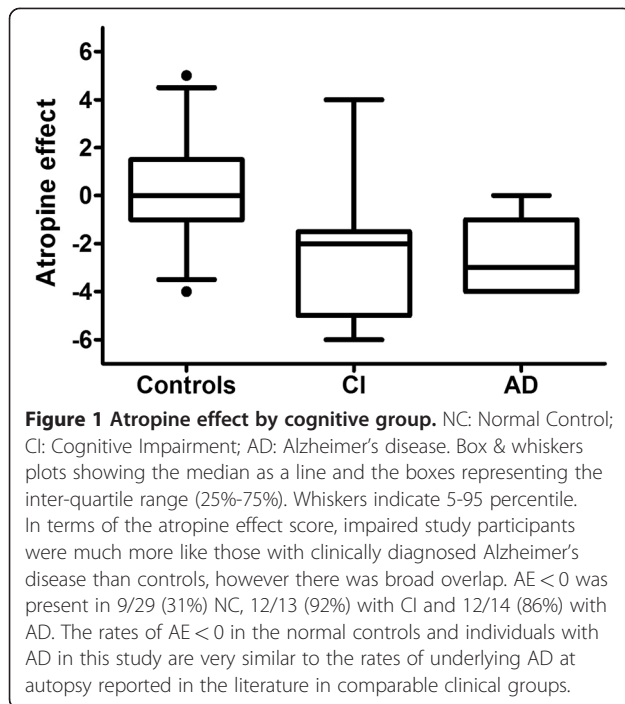 6
4
2
0
-2
-4
-6
Atropine effect
Controls CI AD
Figure 1 Atropine effect by cognitive group. NC: Normal Control;
CI: Cognitive Impairment; AD: Alzheimer's disease. Box & whiskers
plots showing the median as a line and the boxes representing the
inter-quartile range (25%-75%). Whiskers indicate 5-95 percentile.
In terms of the atropine effect score, impaired study participants
were much more like those with clinically diagnosed Alzheimer's
disease than controls, however there was broad overlap. AE < 0 was
present in 9/29 (31%) NC, 12/13 (92%) with CI and 12/14 (86%) with
AD. The rates of AE < 0 in the normal controls and individuals with
AD in this study are very similar to the rates of underlying AD at
autopsy reported in the literature in comparable clinical groups.